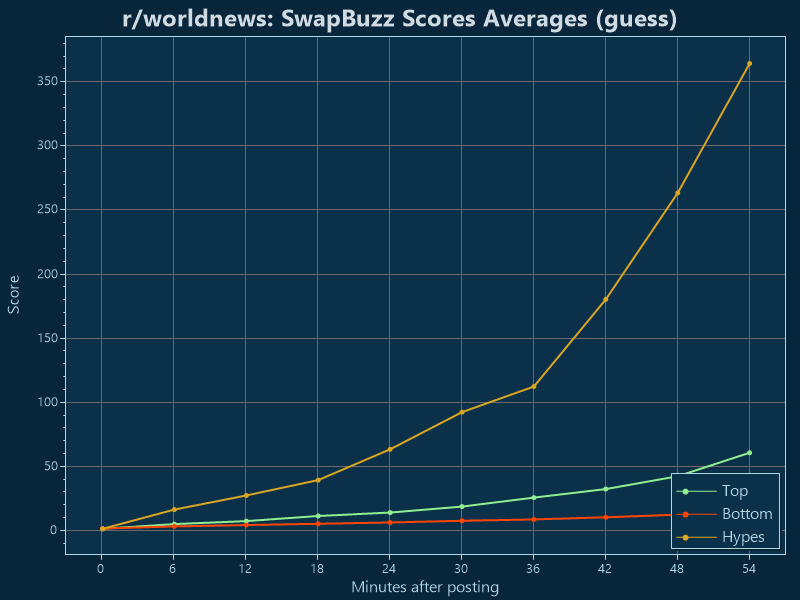 r/worldnews: SwapBuzz Scores Averages (guess)
350
300
250
200
150
100
50
0
Score
Top
Bottom
Hypes
0 6 12 18 24 30 36 42 48 54
Minutes after posting